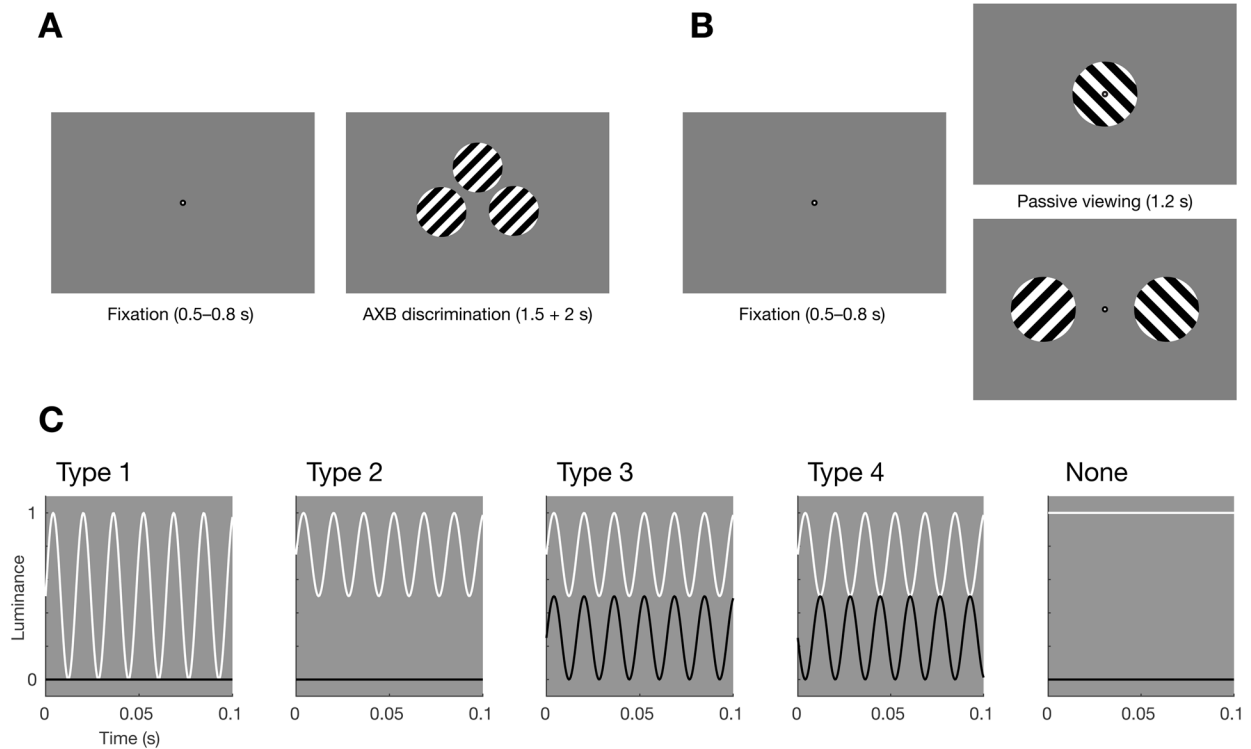 A
B
Fixation (0.5–0.8 s)
AXB discrimination (1.5 + 2 s)
Fixation (0.5–0.8 s)
Passive viewing (1.2 s)
C
Type 1
Type 2
Type 3
Type 4
None
Luminance
1
0
0 0.05 0.1
0 0.05 0.1
0 0.05 0.1
0 0.05 0.1
0 0.05 0.1
Time (s)